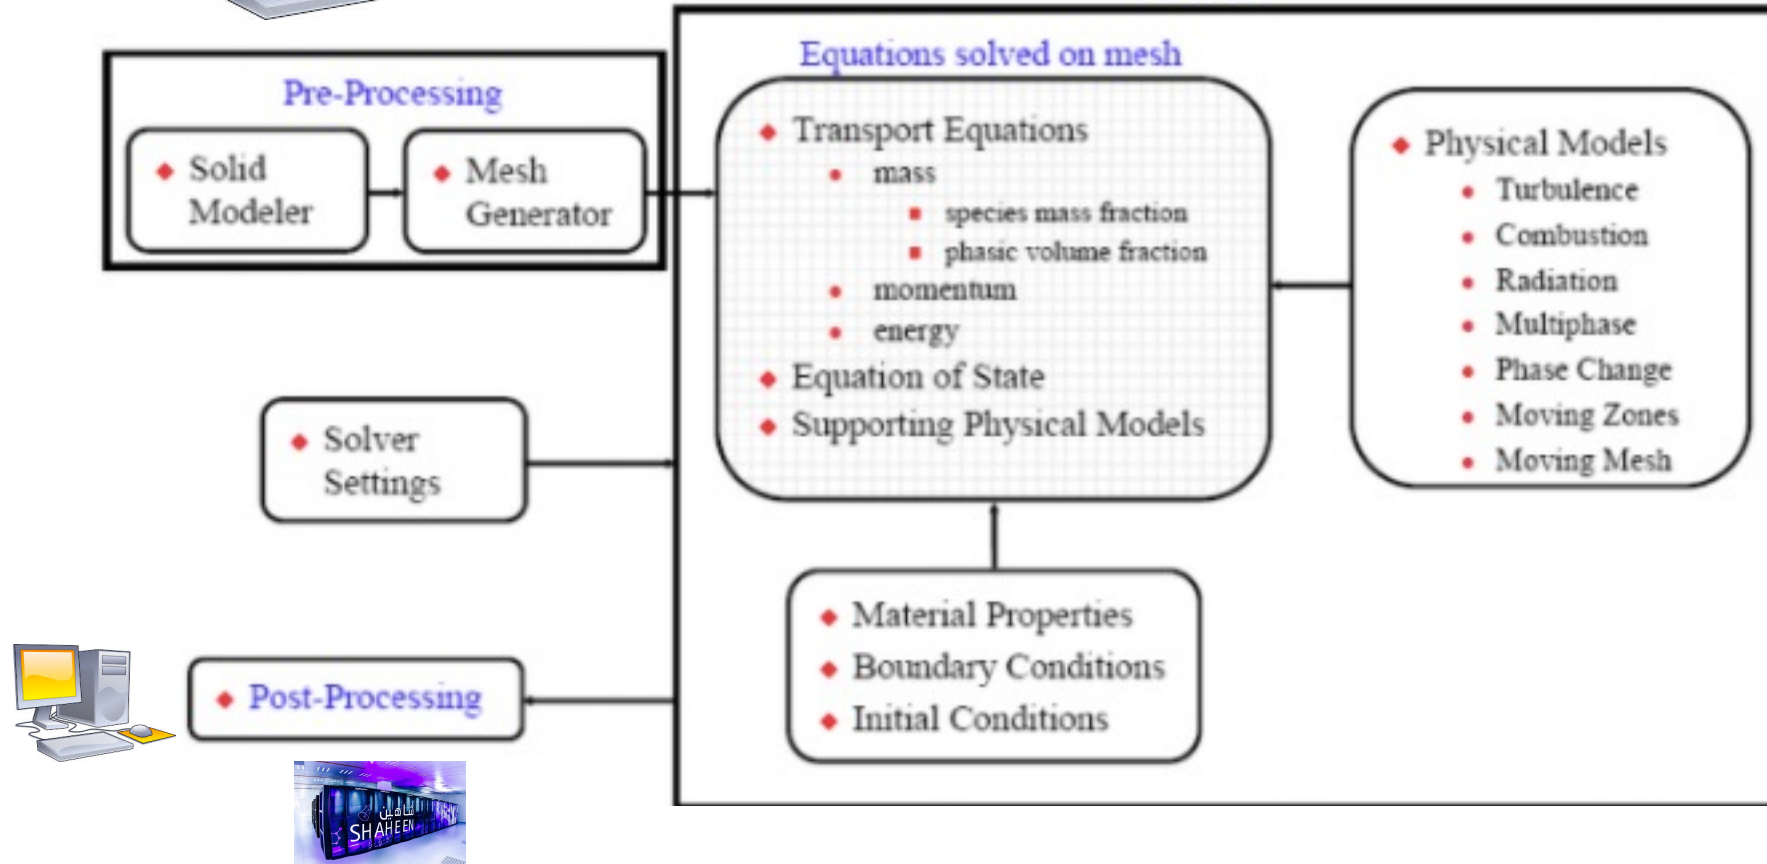 Pre-Processing
Solid
Modeler
Mesh
Generator
Equations solved on mesh
Transport Equations
mass
species mass fraction
phasic volume fraction
momentum
energy
Equation of State
Supporting Physical Models
Physical Models
Turbulence
Combustion
Radiation
Multiphase
Phase Change
Moving Zones
Moving Mesh
Solver
Settings
Material Properties
Boundary Conditions
Initial Conditions
Post-Processing
شاهين
SHAHEEN